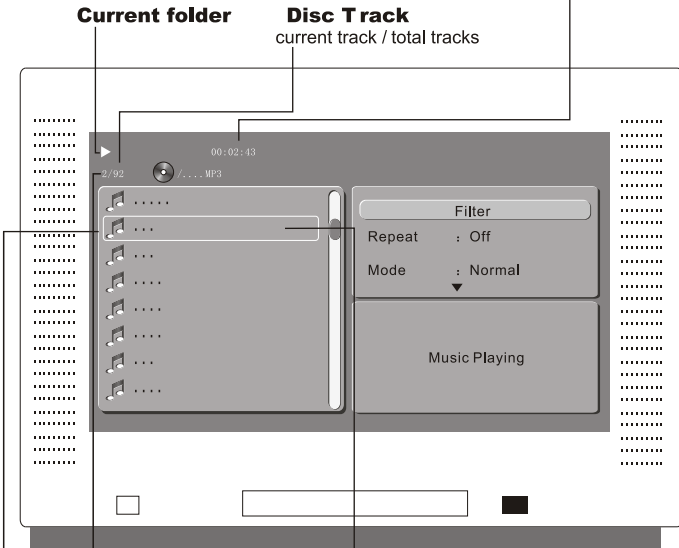 Current folder
Disc Track
current track / total tracks
00:02:43
2/92 /....MP3
.....
...
...
....
....
....
...
....
Filter
Repeat : Off
Mode : Normal
Music Playing